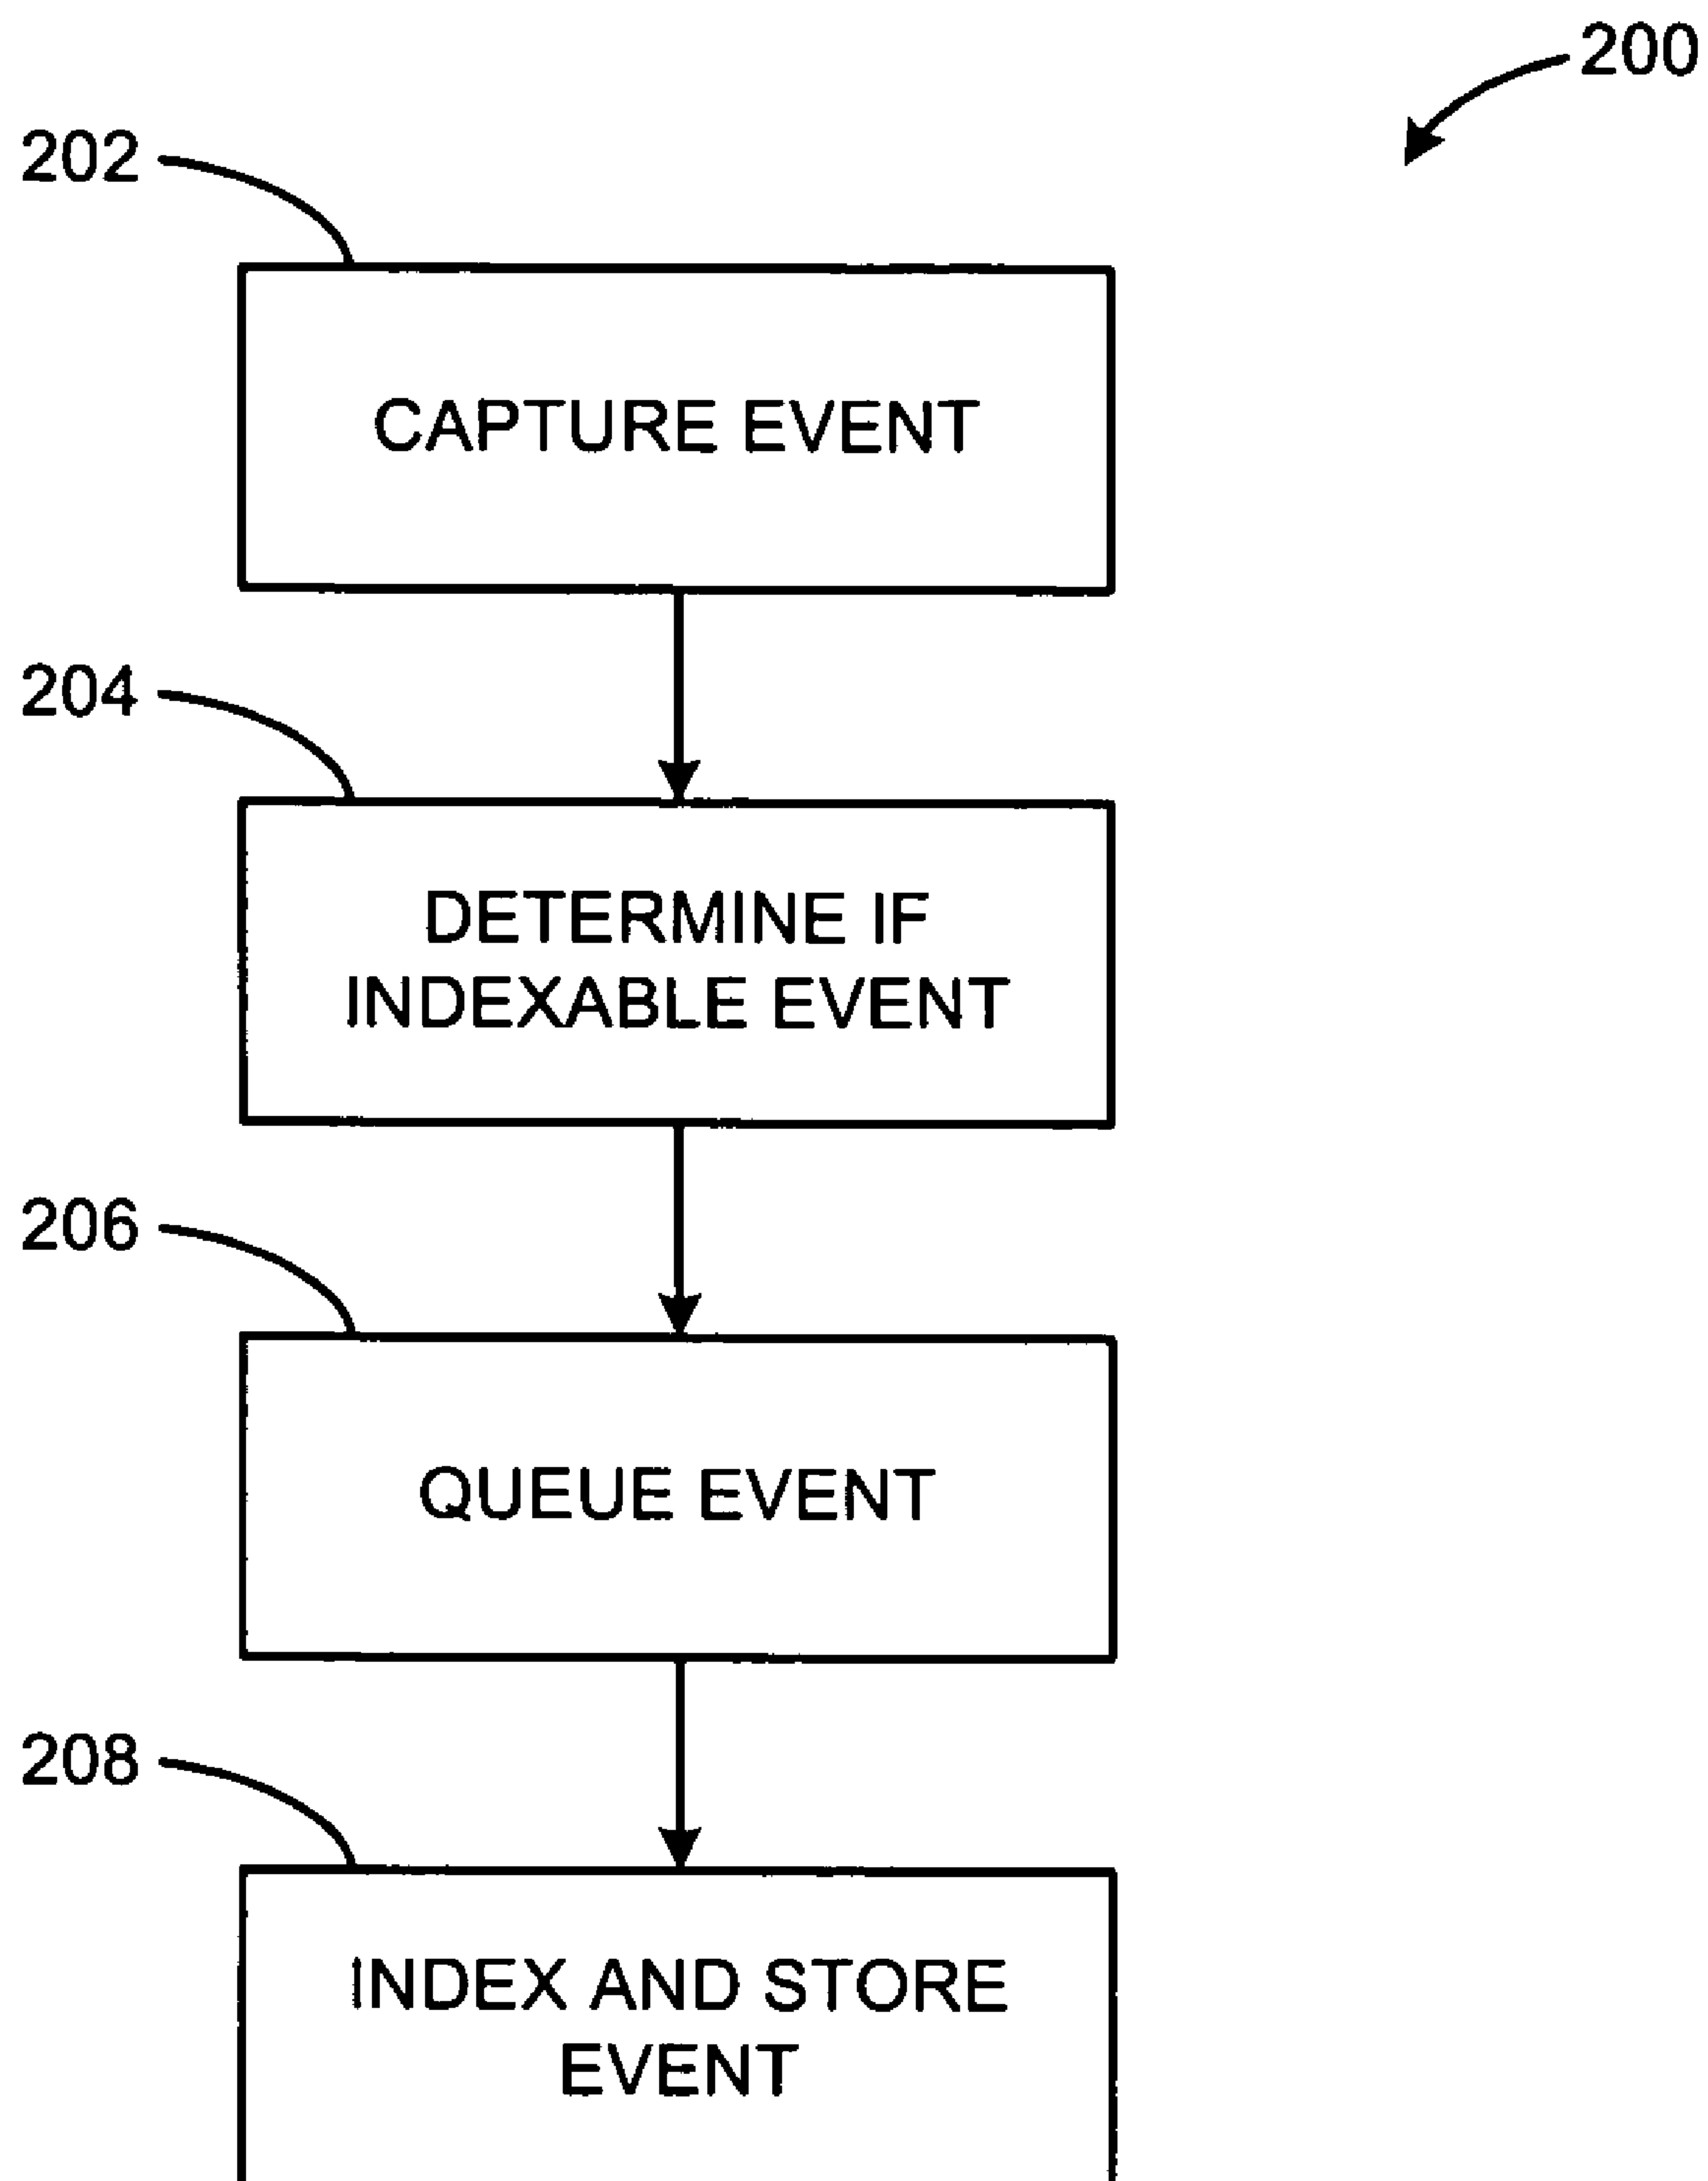 200
202
CAPTURE EVENT
204
DETERMINE IF
INDEXABLE EVENT
206
QUEUE EVENT
208
INDEX AND STORE
EVENT